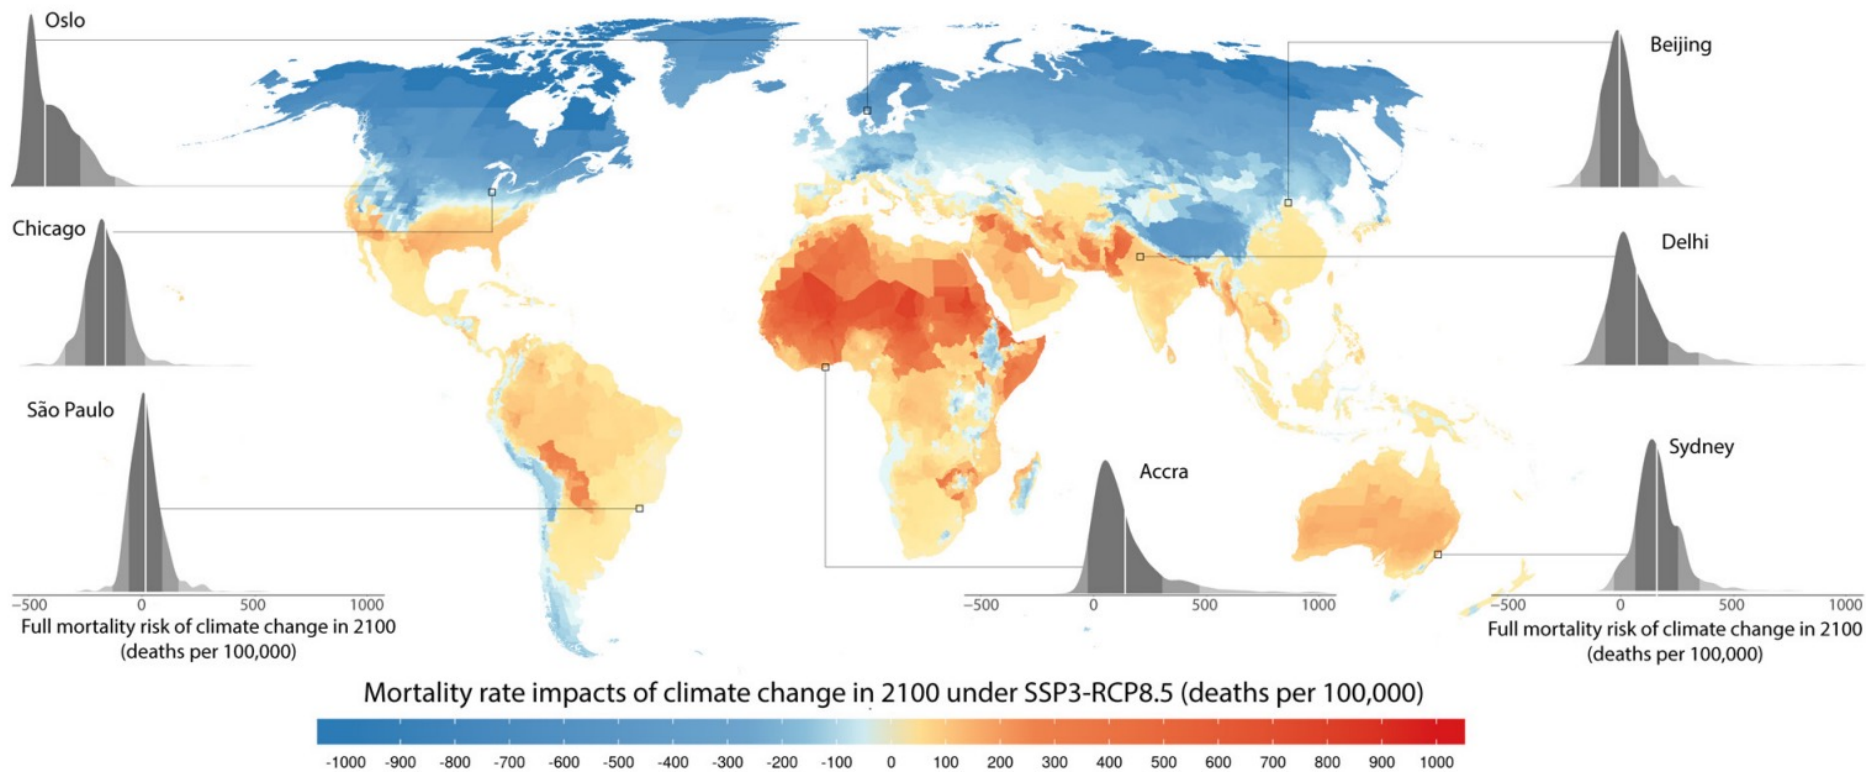 Oslo
Beijing
Chicago
Delhi
São Paulo
Accra
Sydney
−500 0 500 1000
Full mortality risk of climate change in 2100
(deaths per 100,000)
−500 0 500 1000
−500 0 500 1000
Full mortality risk of climate change in 2100
(deaths per 100,000)
Mortality rate impacts of climate change in 2100 under SSP3-RCP8.5 (deaths per 100,000)
-1000 -900 -800 -700 -600 -500 -400 -300 -200 -100 0 100 200 300 400 500 600 700 800 900 1000